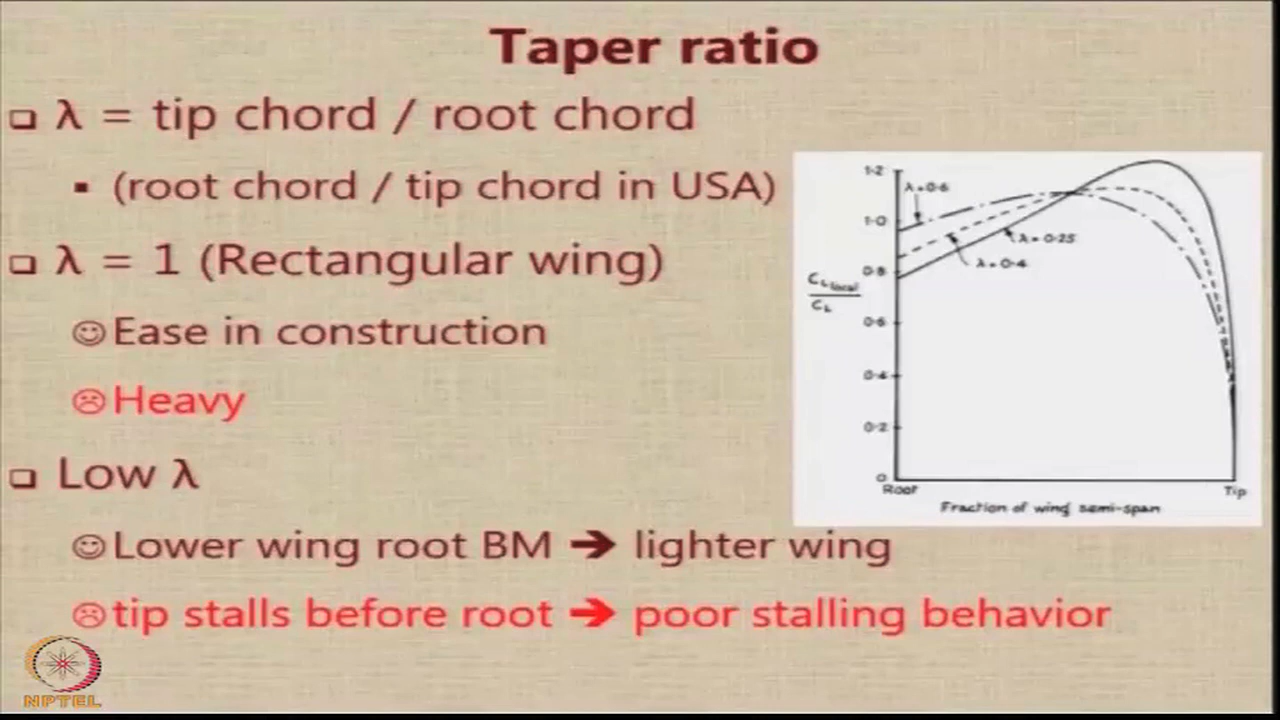 Taper ratio
❑ λ = tip chord / root chord
▪ (root chord / tip chord in USA)
❑ λ = 1 (Rectangular wing)
☺Ease in construction
☹Heavy
❑ Low λ
☺Lower wing root BM ➔ lighter wing
☹tip stalls before root ➔ poor stalling behavior
1·2
λ=0·6
1·0
λ=0·25
λ=0·4
0·8
C_L local
C_L
0·6
0·4
0·2
0
Root
Tip
Fraction of wing semi-span
NPTEL